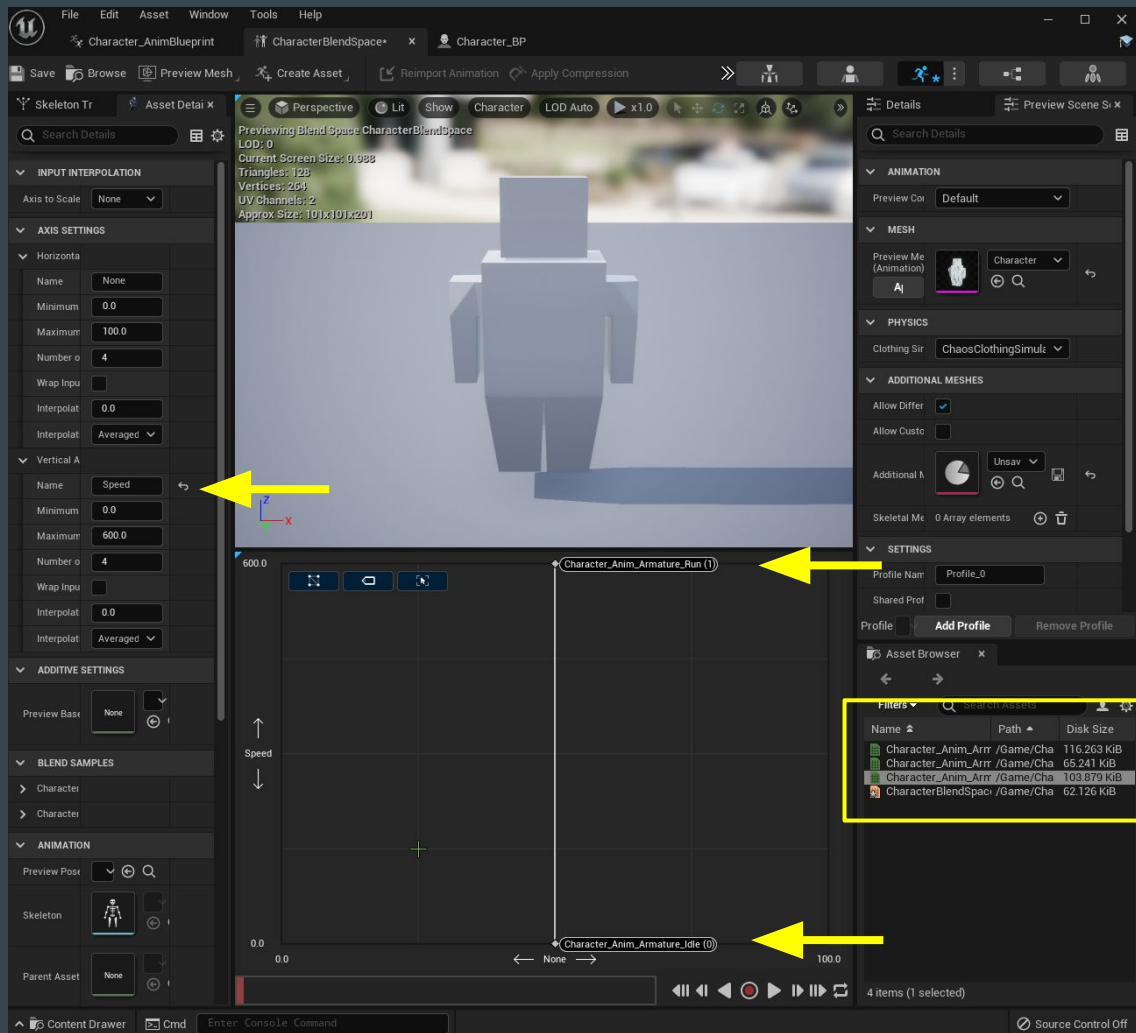 File Edit Asset Window Tools Help
Character_AnimBlueprint CharacterBlendSpace* Character_BP
Save Browse Preview Mesh Create Asset Reimport Animation Apply Compression
Skeleton Tr Asset Detai
Search Details
INPUT INTERPOLATION
Axis to Scale None
AXIS SETTINGS
Horizonta
Name None
Minimum 0.0
Maximum 100.0
Number o 4
Wrap Inpu
Interpolat 0.0
Interpolat Averaged
Vertical A
Name Speed
Minimum 0.0
Maximum 600.0
Number o 4
Wrap Inpu
Interpolat 0.0
Interpolat Averaged
ADDITIVE SETTINGS
Preview Base None
BLEND SAMPLES
Character
Character
ANIMATION
Preview Pose
Skeleton
Parent Asset None
Perspective Lit Show Character LOD Auto x1.0
Previewing Blend Space CharacterBlendSpace
LOD: 0
Current Screen Size: 0.988
Triangles: 128
Vertices: 264
UV Channels: 2
Approx Size: 101x101x201
Z
X
600.0
Character_Anim_Armature_Run (1)
Speed
0.0
Character_Anim_Armature_Idle (0)
0.0 None 100.0
Details Preview Scene S
Search Details
ANIMATION
Preview Co Default
MESH
Preview Me
(Animation)
Character
A
PHYSICS
Clothing Sir ChaosClothingSimula
ADDITIONAL MESHES
Allow Differ
Allow Custo
Additional M Unsav
Skeletal Me 0 Array elements
SETTINGS
Profile Nam Profile_0
Shared Prof
Profile Add Profile Remove Profile
Asset Browser
Filters Search Assets
Name Path Disk Size
Character_Anim_Arm /Game/Cha 116.263 KiB
Character_Anim_Arm /Game/Cha 65.241 KiB
Character_Anim_Arm /Game/Cha 103.879 KiB
CharacterBlendSpac /Game/Cha 62.126 KiB
4 items (1 selected)
Content Drawer Cmd Enter Console Command Source Control Off